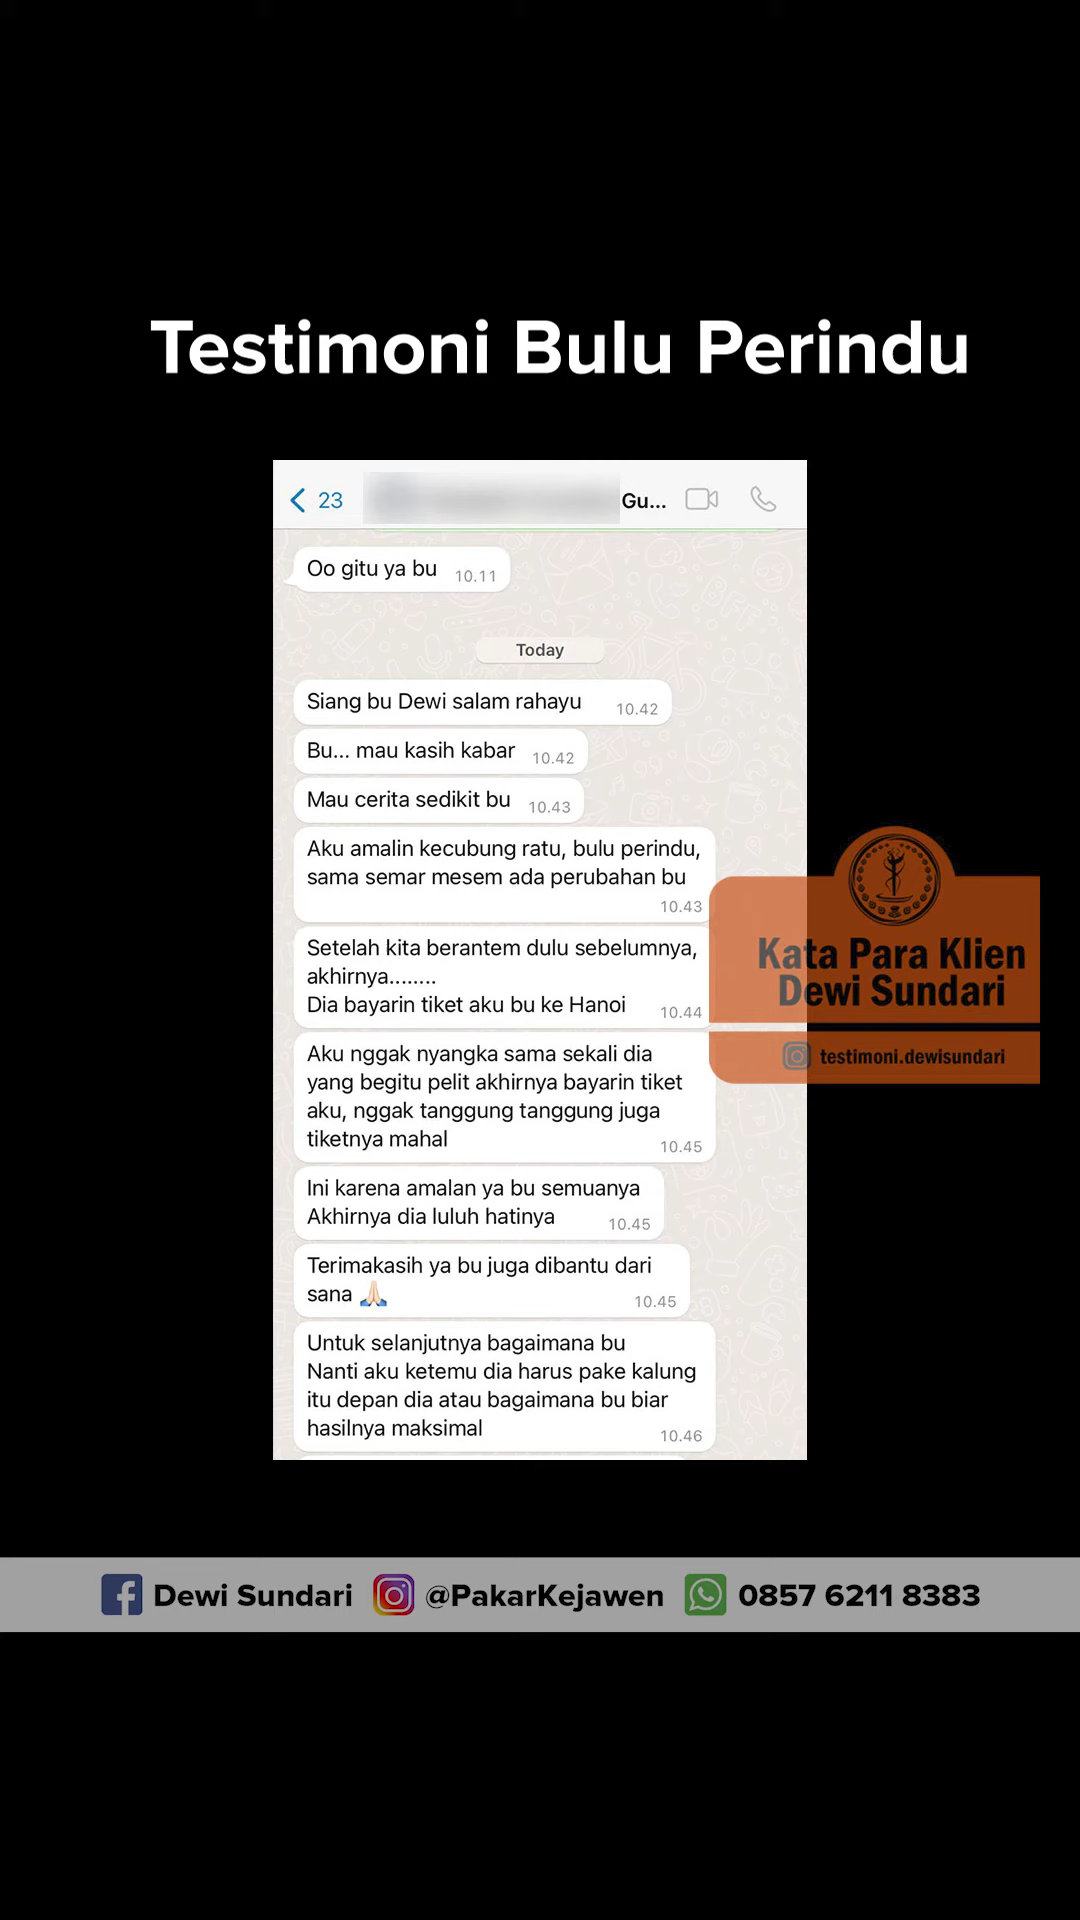 Testimoni Bulu Perindu
23
Gu...
Oo gitu ya bu 10.11
Today
Siang bu Dewi salam rahayu 10.42
Bu... mau kasih kabar 10.42
Mau cerita sedikit bu 10.43
Aku amalin kecubung ratu, bulu perindu,
sama semar mesem ada perubahan bu
10.43
Setelah kita berantem dulu sebelumnya,
akhirnya........
Dia bayarin tiket aku bu ke Hanoi 10.44
Aku nggak nyangka sama sekali dia
yang begitu pelit akhirnya bayarin tiket
aku, nggak tanggung tanggung juga
tiketnya mahal 10.45
Ini karena amalan ya bu semuanya
Akhirnya dia luluh hatinya 10.45
Terimakasih ya bu juga dibantu dari
sana 🙏🏻 10.45
Untuk selanjutnya bagaimana bu
Nanti aku ketemu dia harus pake kalung
itu depan dia atau bagaimana bu biar
hasilnya maksimal 10.46
Kata Para Klien
Dewi Sundari
testimoni.dewisundari
Dewi Sundari @PakarKejawen 0857 6211 8383